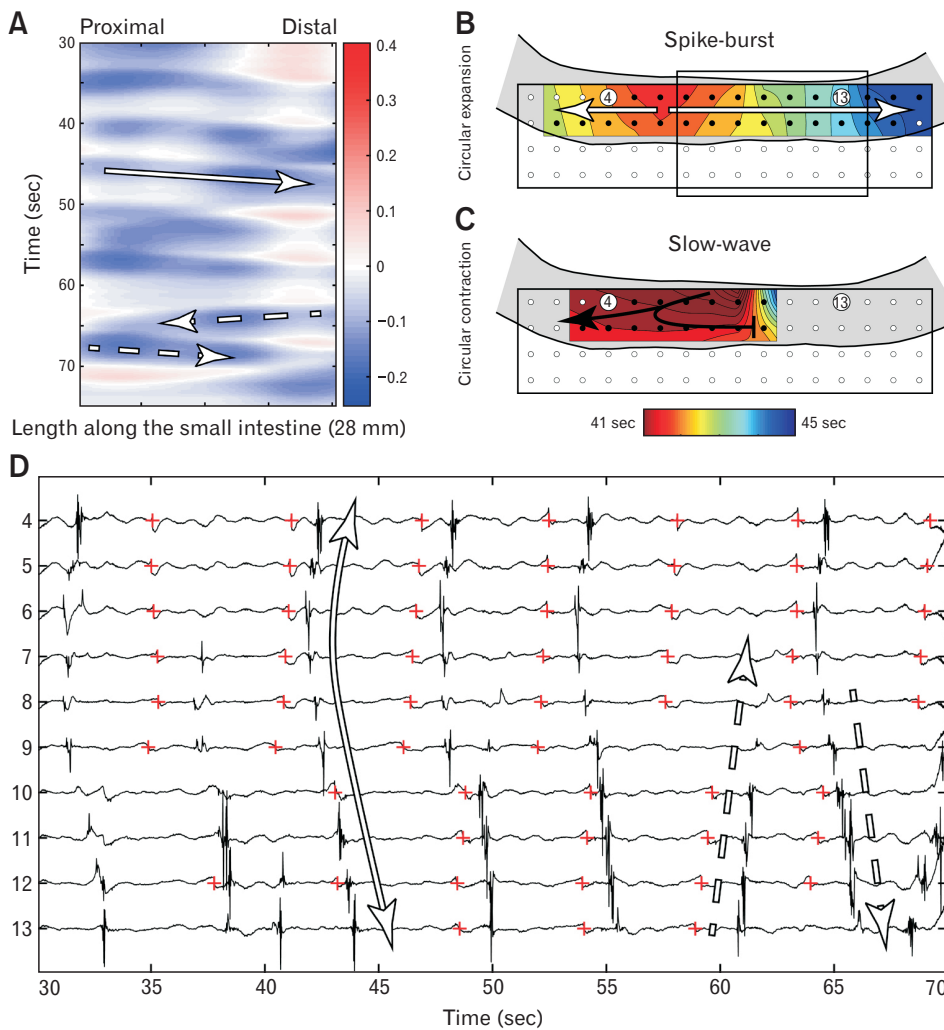 A
Proximal
Distal
30
40
50
60
70
Time (sec)
0.4
0.3
0.2
0.1
0
−0.1
−0.2
Length along the small intestine (28 mm)
B
Spike-burst
Circular expansion
4
13
C
Slow-wave
Circular contraction
4
13
41 sec
45 sec
D
4
5
6
7
8
9
10
11
12
13
30
35
40
45
50
55
60
65
70
Time (sec)